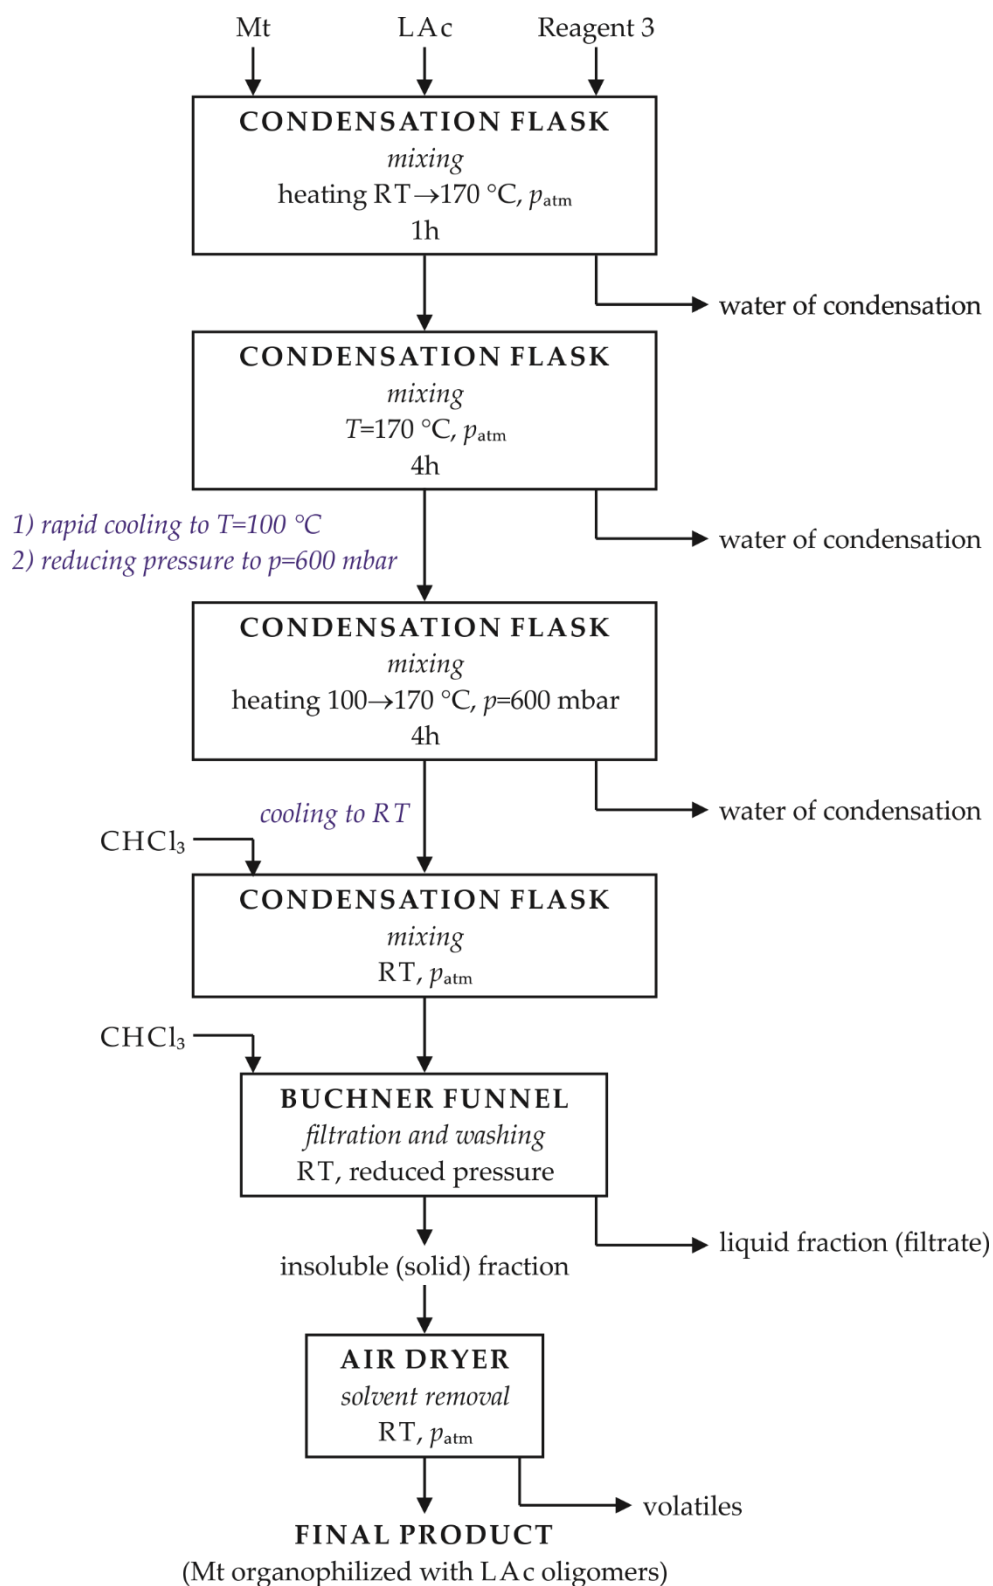 Mt LAc Reagent 3
CONDENSATION FLASK
mixing
heating RT→170 °C, patm
1h
water of condensation
CONDENSATION FLASK
mixing
T=170 °C, patm
4h
1) rapid cooling to T=100 °C
2) reducing pressure to p=600 mbar
water of condensation
CONDENSATION FLASK
mixing
heating 100→170 °C, p=600 mbar
4h
cooling to RT
water of condensation
CHCl₃
CONDENSATION FLASK
mixing
RT, patm
CHCl₃
BUCHNER FUNNEL
filtration and washing
RT, reduced pressure
liquid fraction (filtrate)
insoluble (solid) fraction
AIR DRYER
solvent removal
RT, patm
volatiles
FINAL PRODUCT
(Mt organophilized with LAc oligomers)